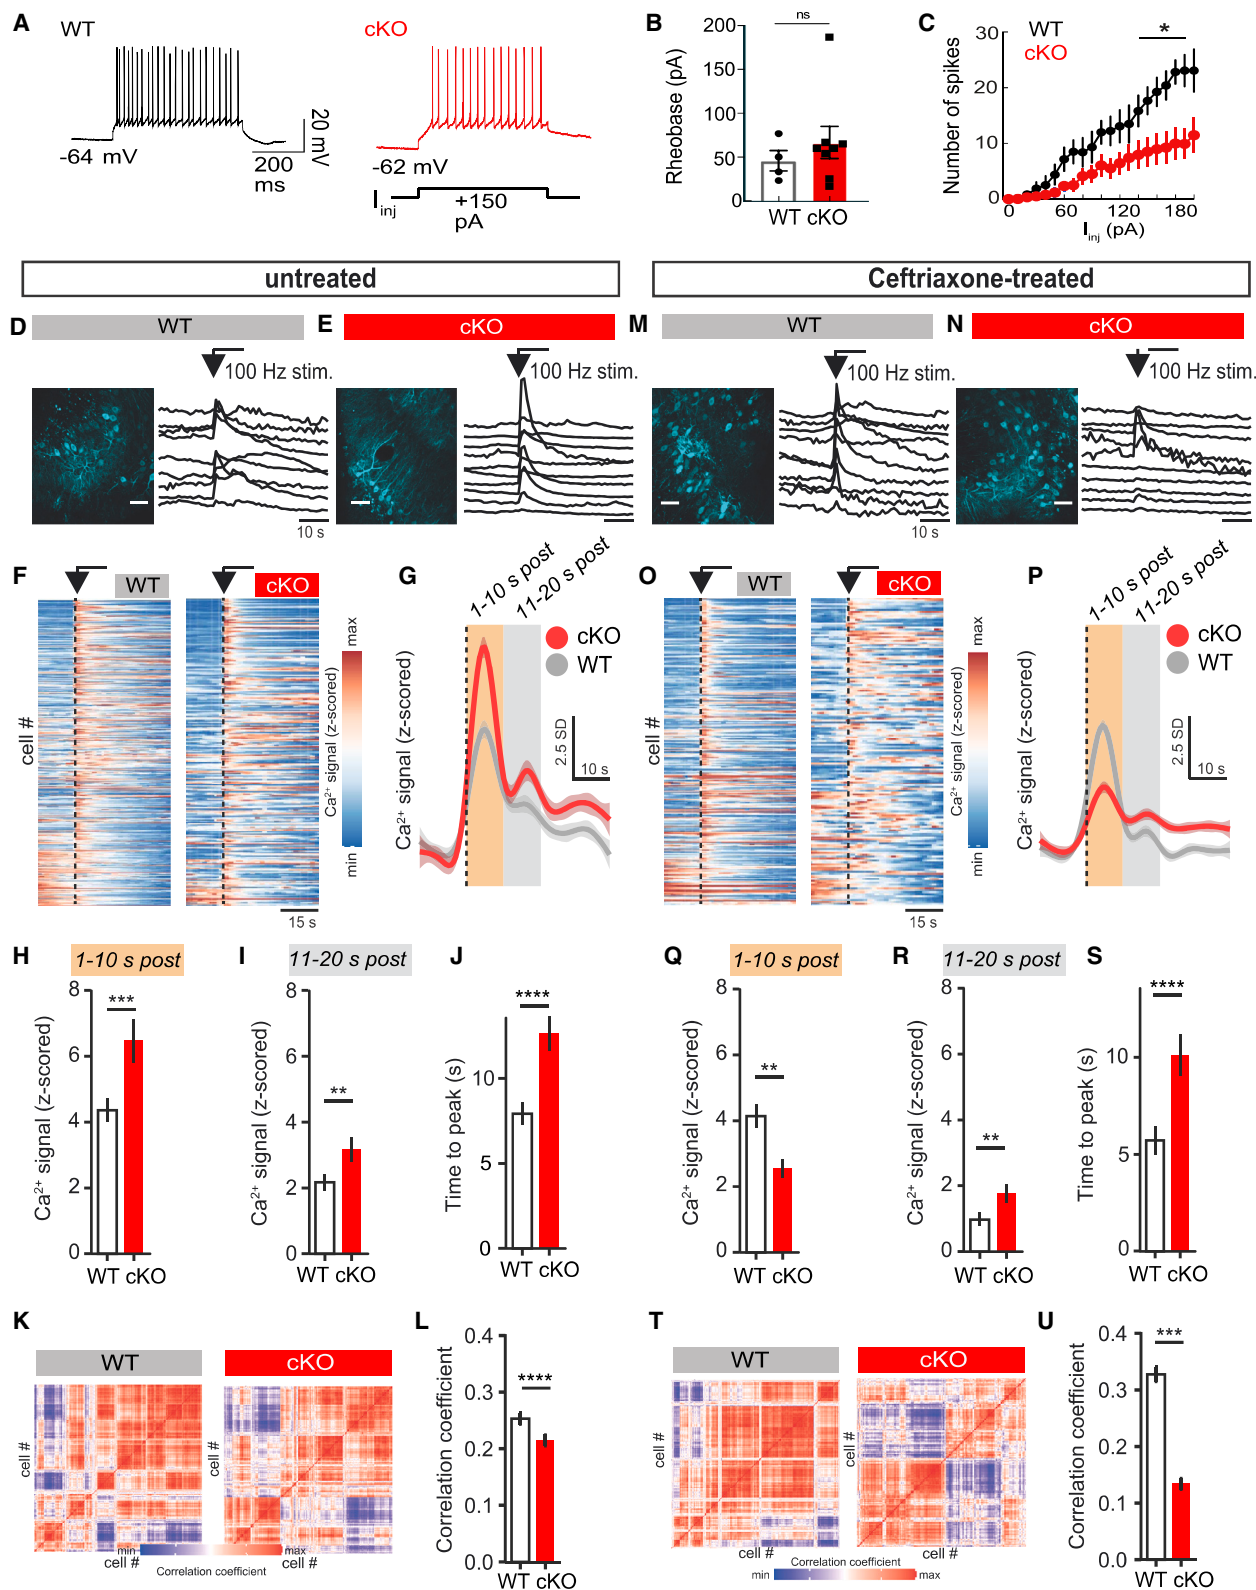 A
WT
-64 mV
20 mV
200 ms
cKO
-62 mV
Iinj
+150 pA
B
Rheobase (pA)
200
150
100
50
0
ns
WT cKO
C
Number of spikes
30
20
10
0
WT
cKO
*
0 60 120 180
Iinj (pA)
untreated
Ceftriaxone-treated
D
WT
100 Hz stim.
10 s
E
cKO
100 Hz stim.
M
WT
100 Hz stim.
10 s
N
cKO
100 Hz stim.
F
WT
cKO
cell #
max
Ca²⁺ signal (z-scored)
min
15 s
G
1-10 s post
11-20 s post
cKO
WT
2.5 SD
10 s
Ca²⁺ signal (z-scored)
O
WT
cKO
cell #
max
Ca²⁺ signal (z-scored)
min
15 s
P
1-10 s post
11-20 s post
cKO
WT
2.5 SD
10 s
Ca²⁺ signal (z-scored)
H
1-10 s post
Ca²⁺ signal (z-scored)
8
6
4
2
0
***
WT cKO
I
11-20 s post
Ca²⁺ signal (z-scored)
8
6
4
2
0
**
WT cKO
J
Time to peak (s)
10
5
0
****
WT cKO
Q
1-10 s post
Ca²⁺ signal (z-scored)
8
6
4
2
0
**
WT cKO
R
11-20 s post
Ca²⁺ signal (z-scored)
8
6
4
2
0
**
WT cKO
S
Time to peak (s)
10
5
0
****
WT cKO
K
WT
cKO
cell #
cell #
min
max
cell #
cell #
Correlation coefficient
L
Correlation coefficient
0.4
0.3
0.2
0.1
0.0
****
WT cKO
T
WT
cKO
cell #
cell #
cell #
cell #
Correlation coefficient
min
max
U
Correlation coefficient
0.4
0.3
0.2
0.1
0.0
***
WT cKO